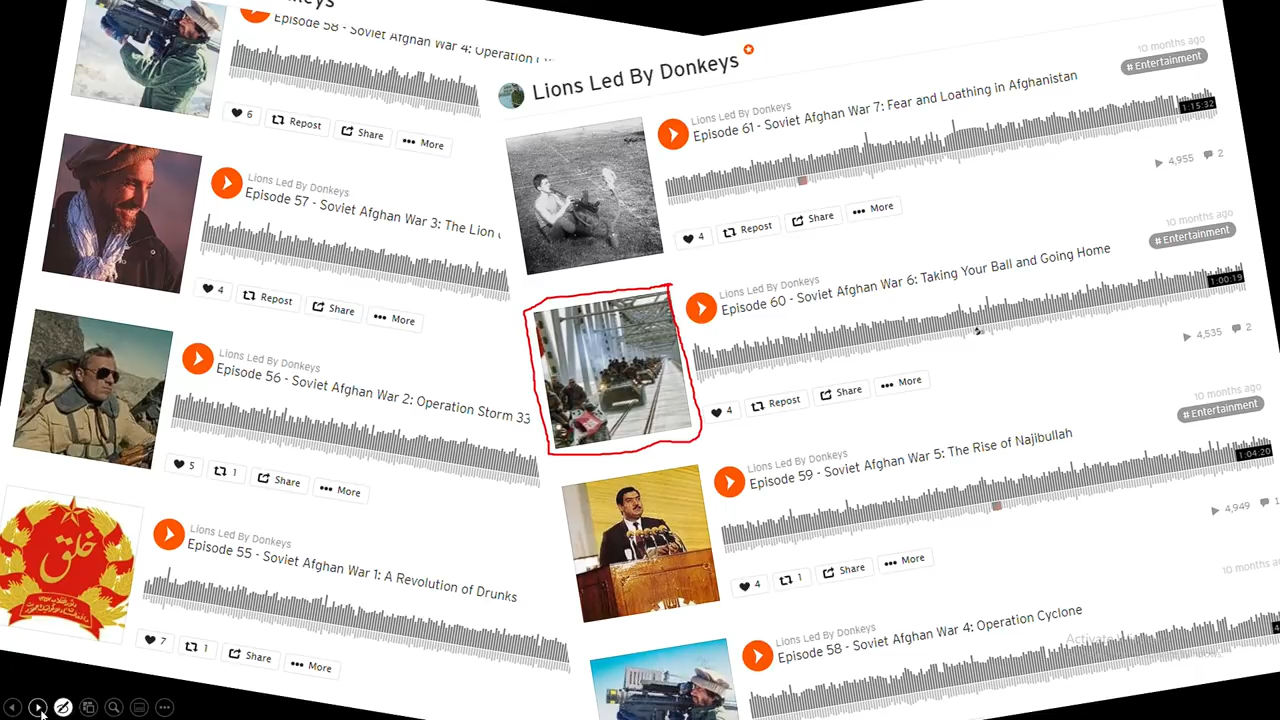 Episode 58 - Soviet Afghan War 4: Operation
6
Repost
Share
More
Lions Led By Donkeys
Episode 57 - Soviet Afghan War 3: The Lion
4
Repost
Share
More
Lions Led By Donkeys
Episode 56 - Soviet Afghan War 2: Operation Storm 33
5
1
Share
More
خلق
Lions Led By Donkeys
Episode 55 - Soviet Afghan War 1: A Revolution of Drunks
7
1
Share
More
Lions Led By Donkeys
10 months ago
# Entertainment
Lions Led By Donkeys
Episode 61 - Soviet Afghan War 7: Fear and Loathing in Afghanistan
1:15:32
4
Repost
Share
More
4,955
2
10 months ago
# Entertainment
Lions Led By Donkeys
Episode 60 - Soviet Afghan War 6: Taking Your Ball and Going Home
1:00:19
4
Repost
Share
More
4,535
2
10 months ago
# Entertainment
Lions Led By Donkeys
Episode 59 - Soviet Afghan War 5: The Rise of Najibullah
1:04:20
4
1
Share
More
4,949
1
10 months ago
Lions Led By Donkeys
Episode 58 - Soviet Afghan War 4: Operation Cyclone
Activate